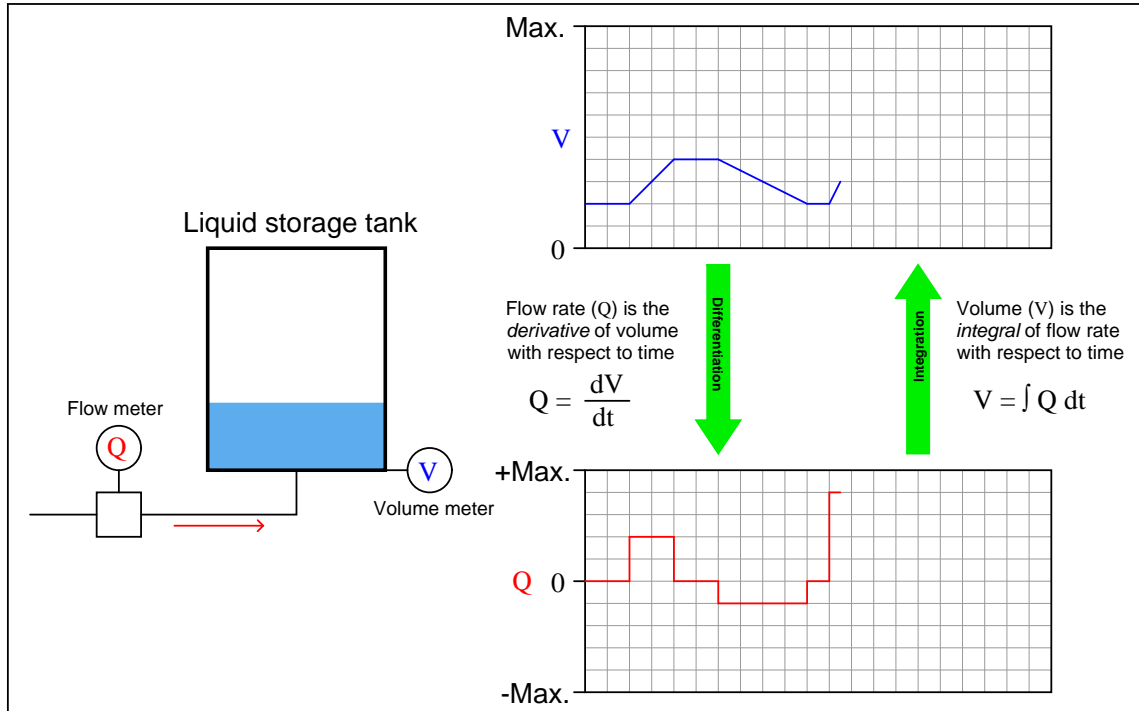 Max.
V
0
Liquid storage tank
Flow meter
Q
V
Volume meter
Flow rate (Q) is the
derivative of volume
with respect to time
Q = dV
dt
Differentiation
Integration
Volume (V) is the
integral of flow rate
with respect to time
V = ∫ Q dt
+Max.
Q 0
-Max.